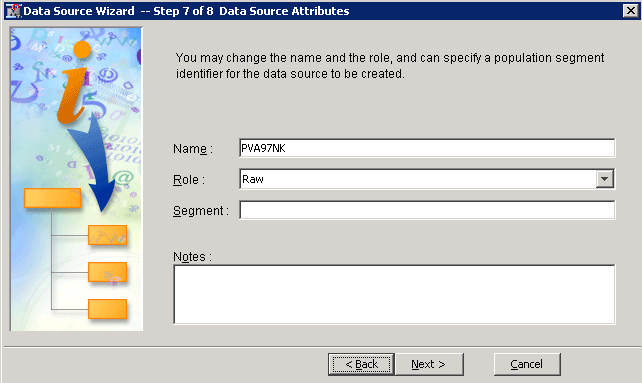 Data Source Wizard -- Step 7 of 8 Data Source Attributes
You may change the name and the role, and can specify a population segment
identifier for the data source to be created.
Name : PVA97NK
Role : Raw
Segment :
Notes :
< Back Next > Cancel